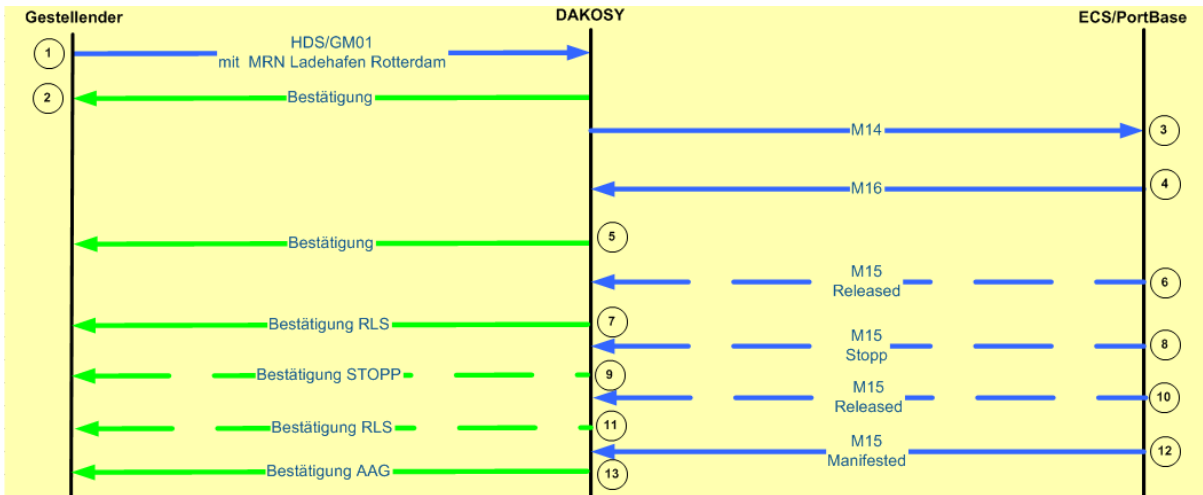 Gestellender
DAKOSY
ECS/PortBase
1
HDS/GM01
mit MRN Ladehafen Rotterdam
2
Bestätigung
M14
3
M16
4
Bestätigung
5
M15
Released
6
Bestätigung RLS
7
M15
Stopp
8
Bestätigung STOPP
9
M15
Released
10
Bestätigung RLS
11
M15
Manifested
12
Bestätigung AAG
13